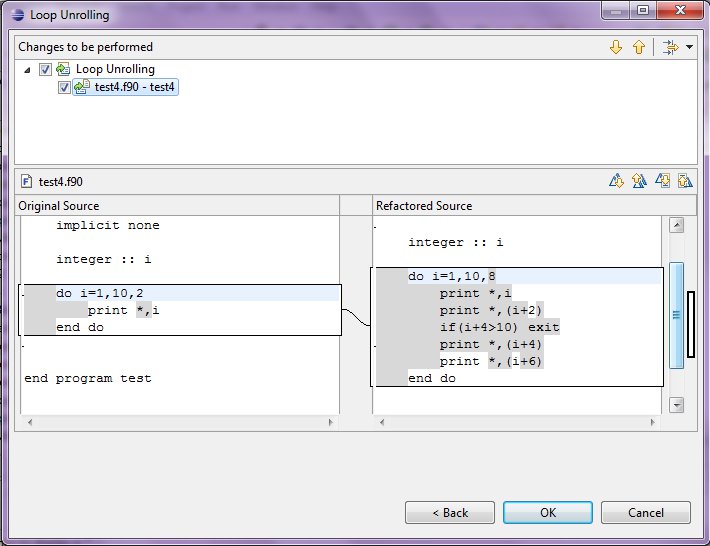 Loop Unrolling
Changes to be performed
Loop Unrolling
test4.f90 - test4
test4.f90
Original Source
implicit none
integer :: i
do i=1,10,2
print *,i
end do
end program test
Refactored Source
integer :: i
do i=1,10,8
print *,i
print *,(i+2)
if(i+4>10) exit
print *,(i+4)
print *,(i+6)
end do
< Back
OK
Cancel